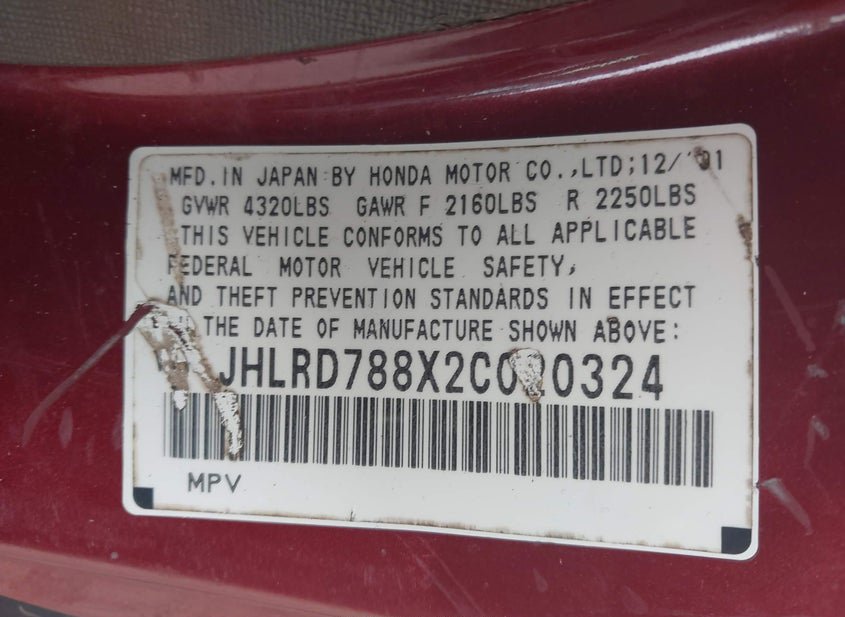 MFD. IN JAPAN BY HONDA MOTOR CO.,LTD;12/'01
GVWR 4320LBS GAWR F 2160LBS R 2250LBS
THIS VEHICLE CONFORMS TO ALL APPLICABLE
FEDERAL MOTOR VEHICLE SAFETY,
AND THEFT PREVENTION STANDARDS IN EFFECT
THE DATE OF MANUFACTURE SHOWN ABOVE:
JHLRD788X2C020324
MPV